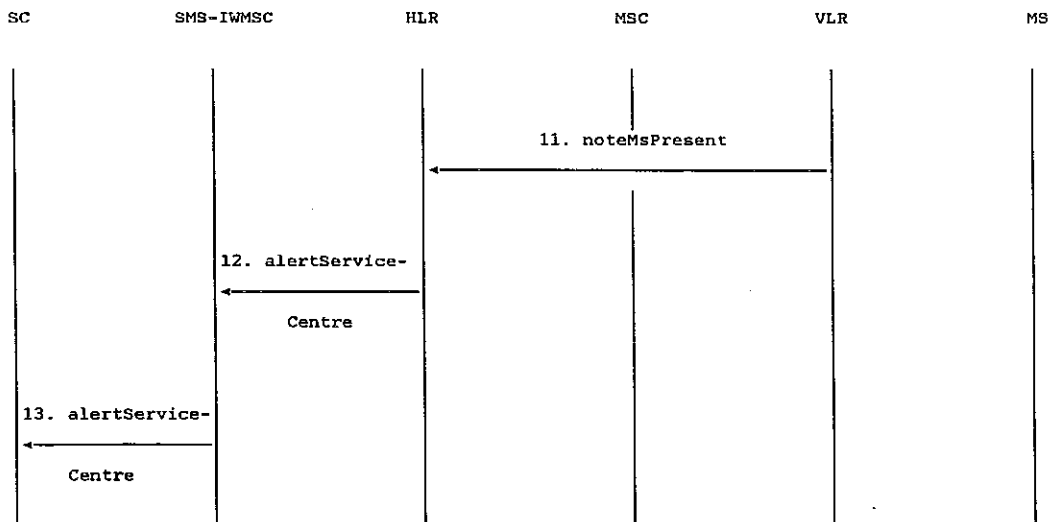 SC SMS-IWMSC HLR MSC VLR MS
11. noteMsPresent
12. alertService-
Centre
13. alertService-
Centre